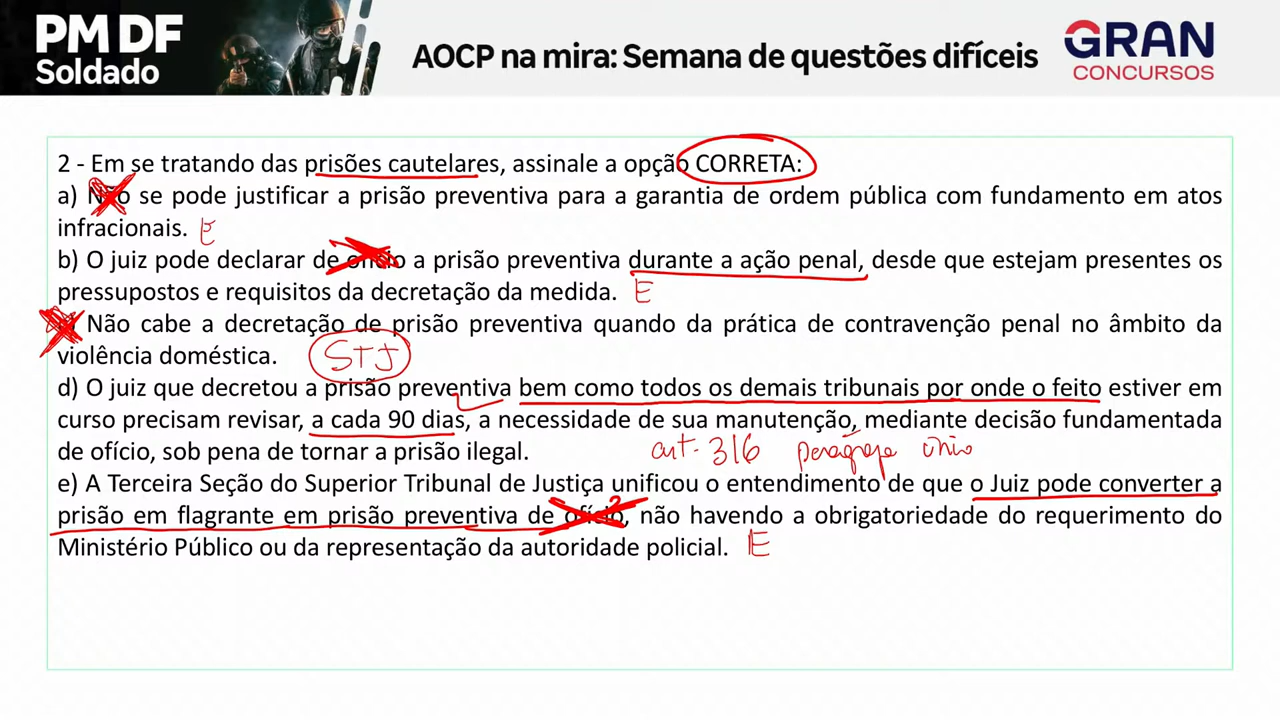 PM DF
Soldado
AOCP na mira: Semana de questões difíceis
GRAN
CONCURSOS
2 - Em se tratando das prisões cautelares, assinale a opção CORRETA:
a) Não se pode justificar a prisão preventiva para a garantia de ordem pública com fundamento em atos
infracionais. E
b) O juiz pode declarar de ofício a prisão preventiva durante a ação penal, desde que estejam presentes os
pressupostos e requisitos da decretação da medida. E
c) Não cabe a decretação de prisão preventiva quando da prática de contravenção penal no âmbito da
violência doméstica. STJ
d) O juiz que decretou a prisão preventiva bem como todos os demais tribunais por onde o feito estiver em
curso precisam revisar, a cada 90 dias, a necessidade de sua manutenção, mediante decisão fundamentada
de ofício, sob pena de tornar a prisão ilegal. art. 316 parágrafo único
e) A Terceira Seção do Superior Tribunal de Justiça unificou o entendimento de que o Juiz pode converter a
prisão em flagrante em prisão preventiva de ofício, não havendo a obrigatoriedade do requerimento do
Ministério Público ou da representação da autoridade policial. E